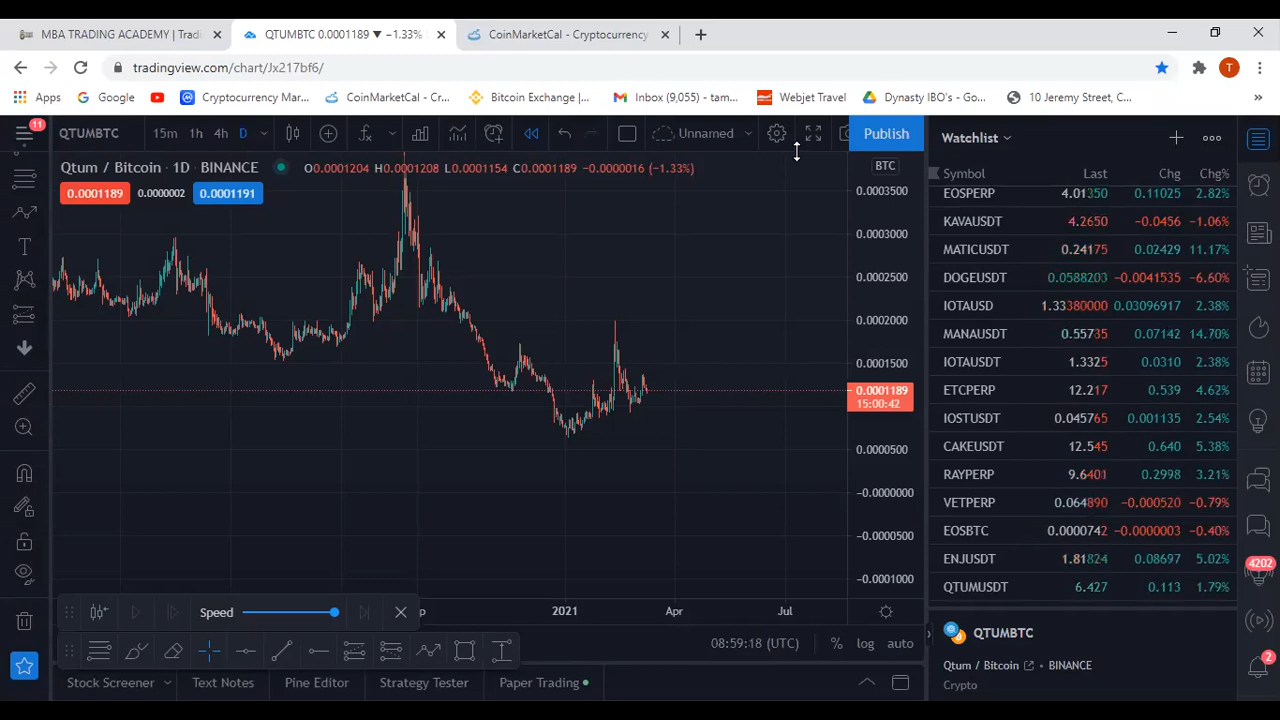 MBA TRADING ACADEMY | Tradi
QTUMBTC 0.0001189 ▼ −1.33%
CoinMarketCal - Cryptocurrency
tradingview.com/chart/Jx217bf6/
T
Apps
Google
Cryptocurrency Mar...
CoinMarketCal - Cr...
Bitcoin Exchange |...
Inbox (9,055) - tam...
Webjet Travel
Dynasty IBO's - Go...
10 Jeremy Street, C...
»
11
QTUMBTC
15m 1h 4h D
Unnamed
Publish
Qtum / Bitcoin · 1D · BINANCE
O0.0001204 H0.0001208 L0.0001154 C0.0001189 −0.0000016 (−1.33%)
0.0001189 0.0000002 0.0001191
BTC
0.0003500
0.0003000
0.0002500
0.0002000
0.0001500
0.0001189
15:00:42
0.0000500
−0.0000000
−0.0000500
−0.0001000
2021 Apr Jul
Speed
08:59:18 (UTC) % log auto
Stock Screener Text Notes Pine Editor Strategy Tester Paper Trading
Watchlist
Symbol Last Chg Chg%
EOSPERP 4.01350 0.11025 2.82%
KAVAUSDT 4.2650 −0.0456 −1.06%
MATICUSDT 0.24175 0.02429 11.17%
DOGEUSDT 0.0588203 −0.0041535 −6.60%
IOTAUSD 1.33380000 0.03096917 2.38%
MANAUSDT 0.55735 0.07142 14.70%
IOTAUSDT 1.3325 0.0310 2.38%
ETCPERP 12.217 0.539 4.62%
IOSTUSDT 0.045765 0.001135 2.54%
CAKEUSDT 12.545 0.640 5.38%
RAYPERP 9.6401 0.2998 3.21%
VETPERP 0.064890 −0.000520 −0.79%
EOSBTC 0.0000742 −0.0000003 −0.40%
ENJUSDT 1.81824 0.08697 5.02%
QTUMUSDT 6.427 0.113 1.79%
QTUMBTC
Qtum / Bitcoin • BINANCE
Crypto
4202
2